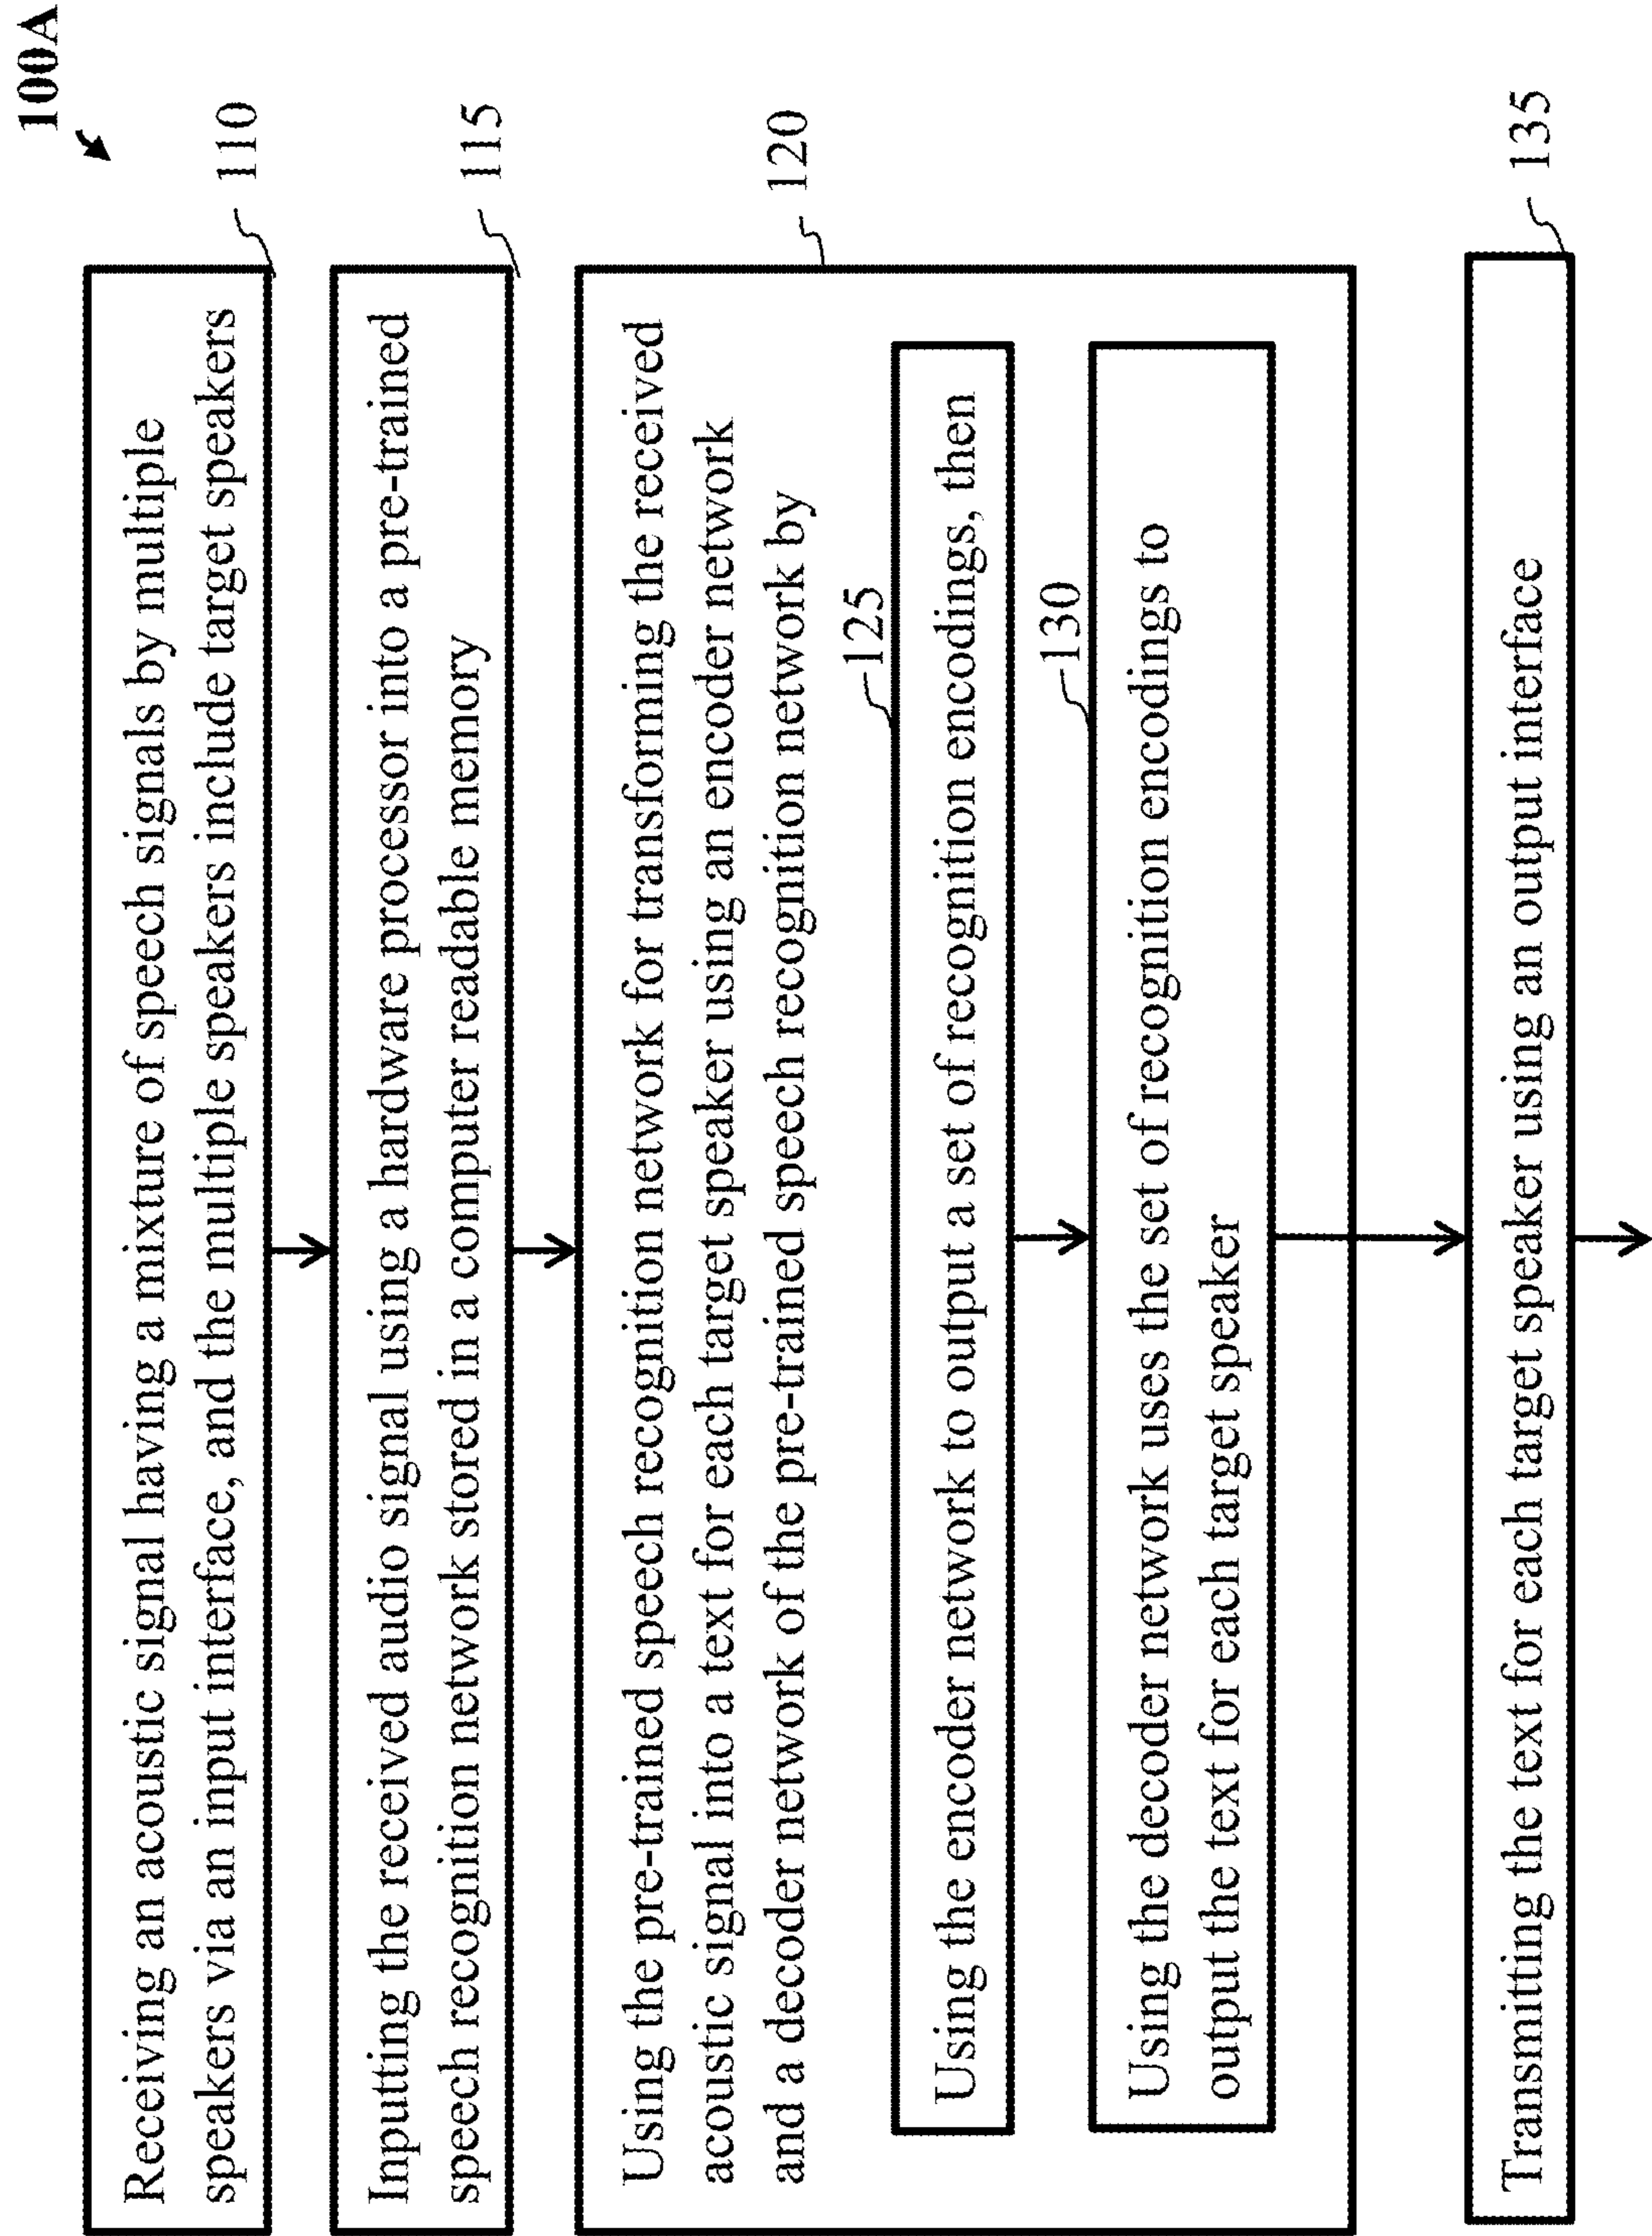 100A
Receiving an acoustic signal having a mixture of speech signals by multiple
speakers via an input interface, and the multiple speakers include target speakers
110
Inputting the received audio signal using a hardware processor into a pre-trained
speech recognition network stored in a computer readable memory
115
Using the pre-trained speech recognition network for transforming the received
acoustic signal into a text for each target speaker using an encoder network
and a decoder network of the pre-trained speech recognition network by
120
125
Using the encoder network to output a set of recognition encodings, then
130
Using the decoder network uses the set of recognition encodings to
output the text for each target speaker
Transmitting the text for each target speaker using an output interface
135